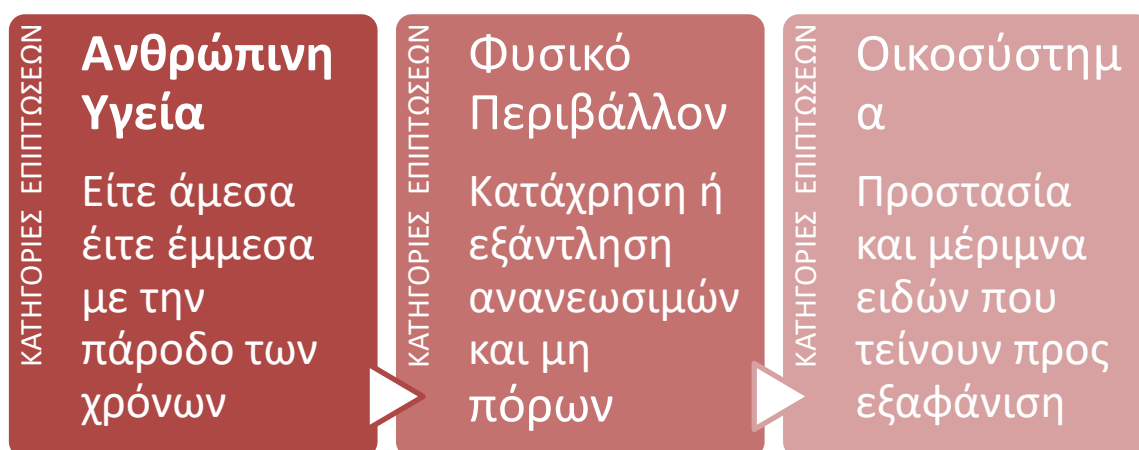 ΚΑΤΗΓΟΡΙΕΣ ΕΠΙΠΤΩΣΕΩΝ
Ανθρώπινη
Υγεία
Είτε άμεσα
έιτε έμμεσα
με την
πάροδο των
χρόνων
ΚΑΤΗΓΟΡΙΕΣ ΕΠΙΠΤΩΣΕΩΝ
Φυσικό
Περιβάλλον
Κατάχρηση ή
εξάντληση
ανανεωσιμών
και μη
πόρων
ΚΑΤΗΓΟΡΙΕΣ ΕΠΙΠΤΩΣΕΩΝ
Οικοσύστημ
α
Προστασία
και μέριμνα
ειδών που
τείνουν προς
εξαφάνιση